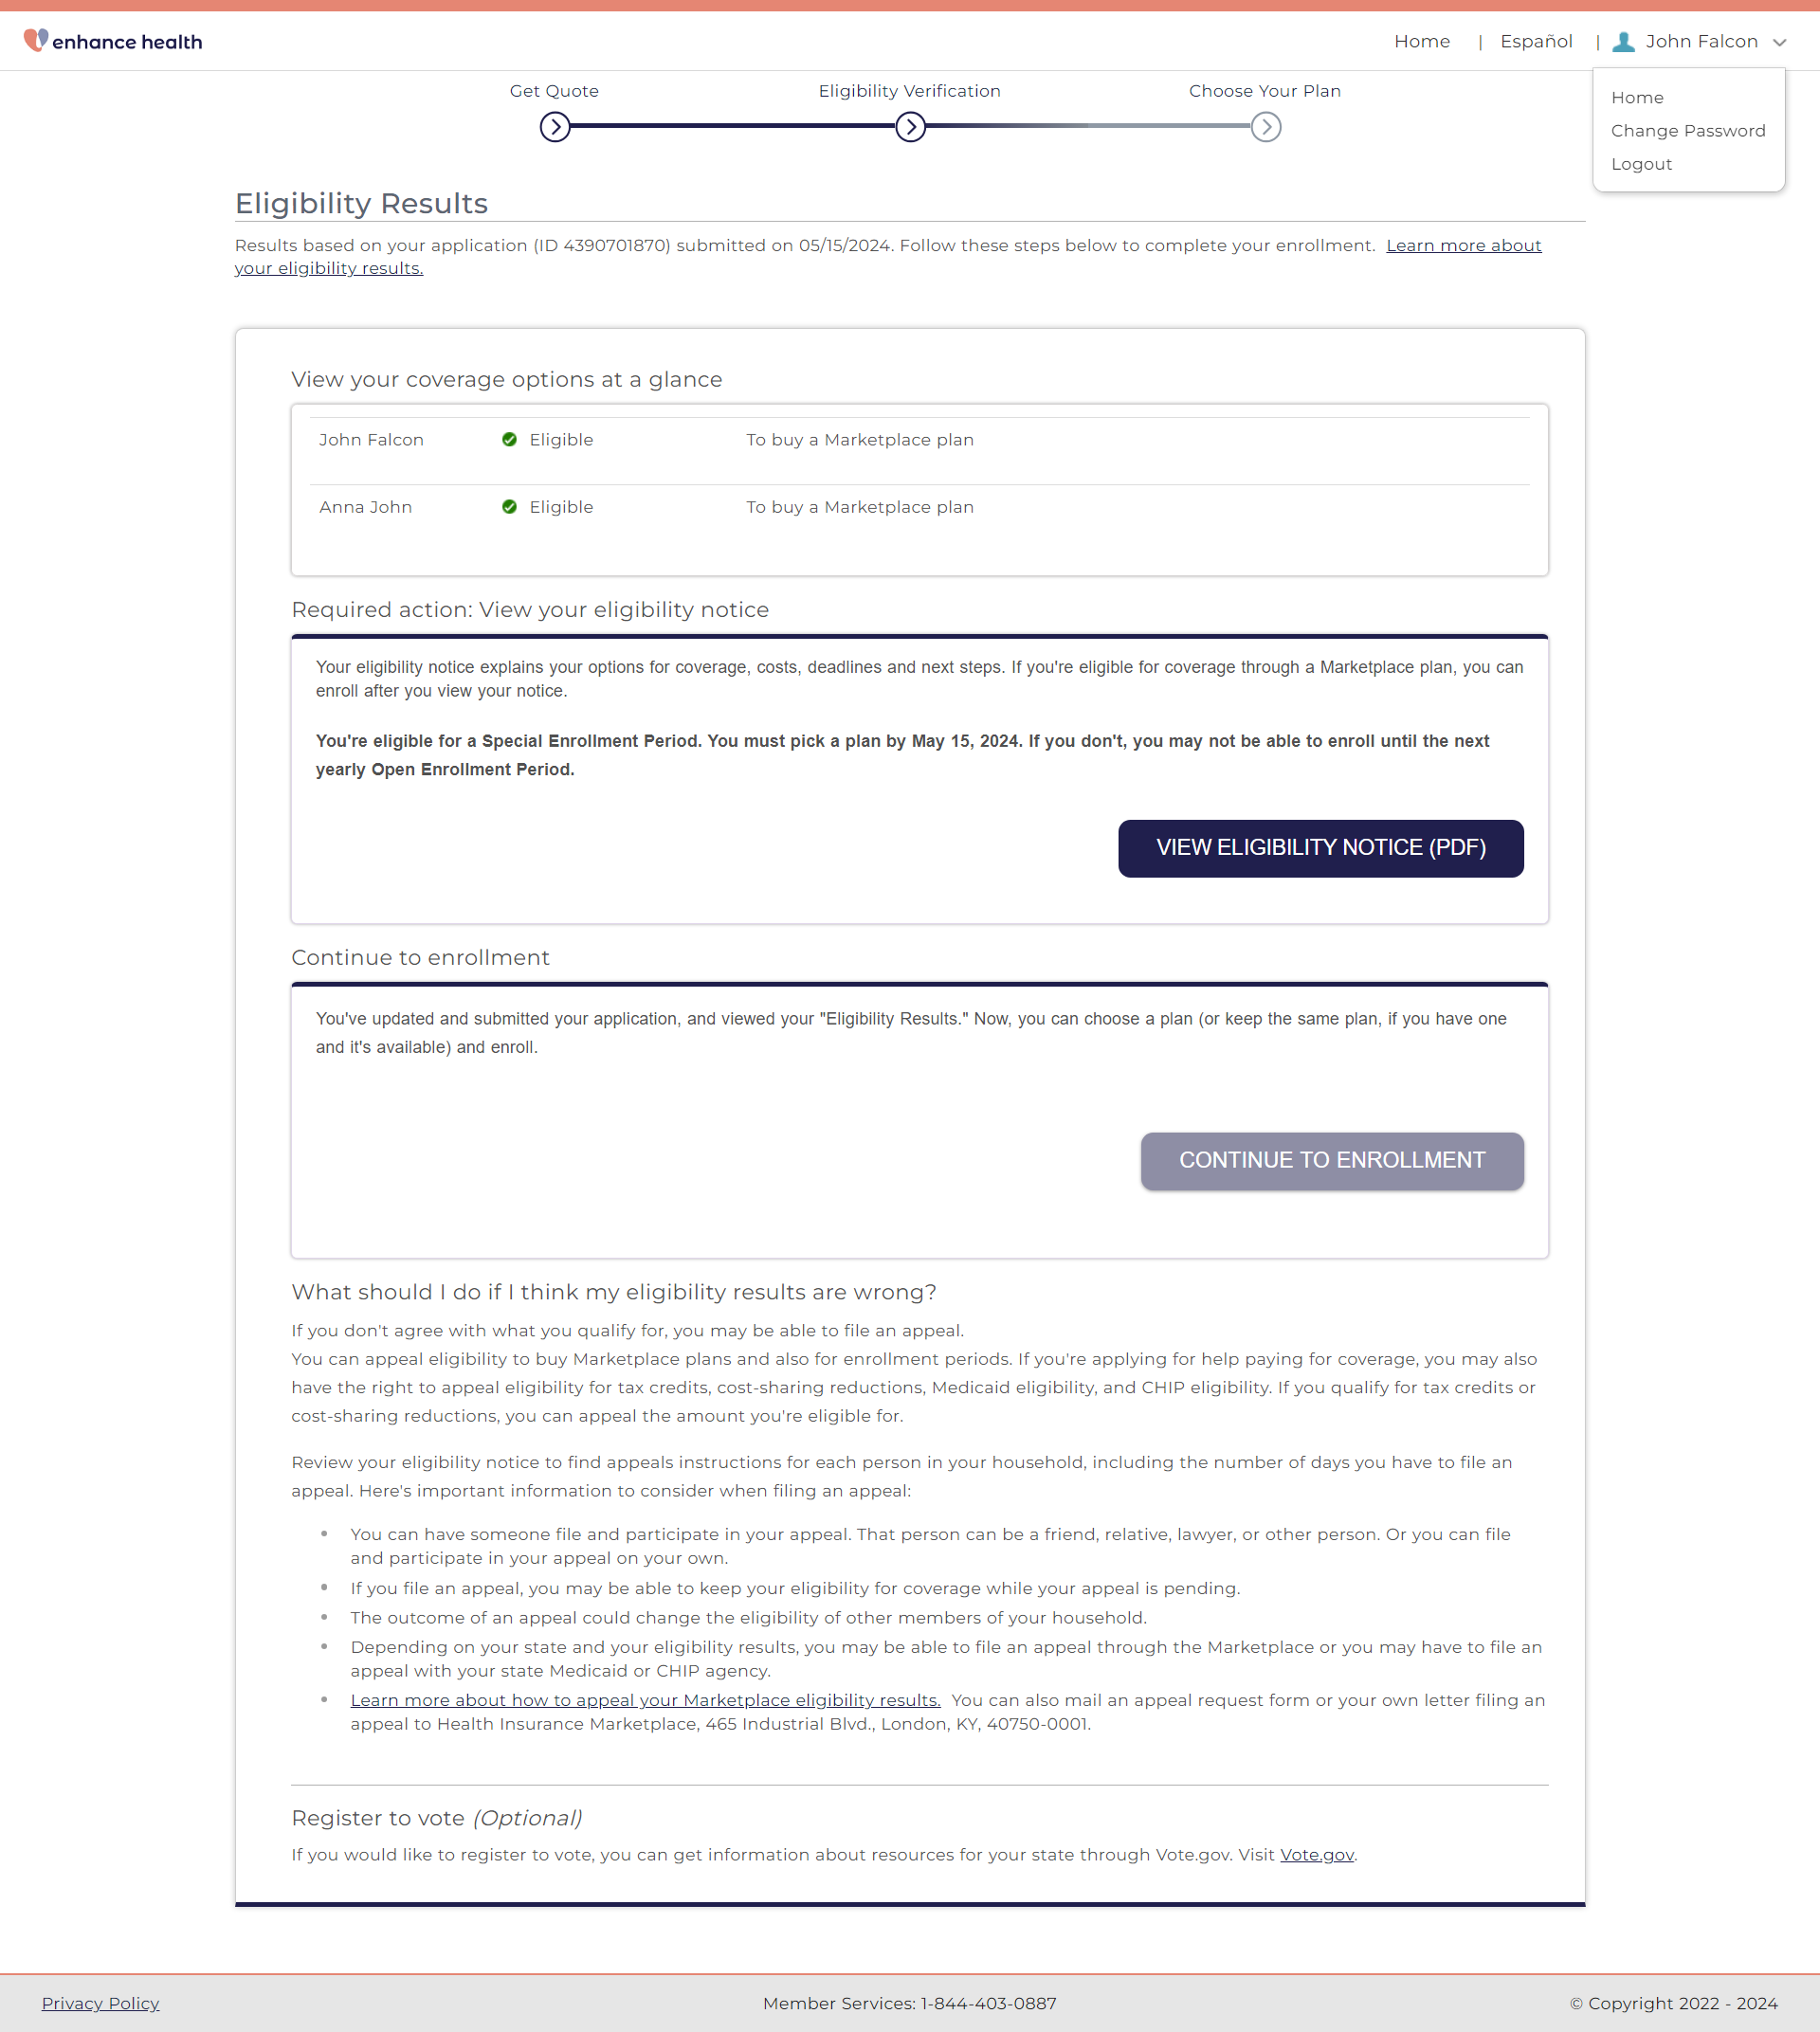 enhance health
Home | Español | John Falcon
Home
Change Password
Logout
Get Quote
Eligibility Verification
Choose Your Plan
Eligibility Results
Results based on your application (ID 4390701870) submitted on 05/15/2024. Follow these steps below to complete your enrollment. Learn more about
your eligibility results.
View your coverage options at a glance
John Falcon Eligible To buy a Marketplace plan
Anna John Eligible To buy a Marketplace plan
Required action: View your eligibility notice
Your eligibility notice explains your options for coverage, costs, deadlines and next steps. If you're eligible for coverage through a Marketplace plan, you can
enroll after you view your notice.
You're eligible for a Special Enrollment Period. You must pick a plan by May 15, 2024. If you don't, you may not be able to enroll until the next
yearly Open Enrollment Period.
VIEW ELIGIBILITY NOTICE (PDF)
Continue to enrollment
You've updated and submitted your application, and viewed your "Eligibility Results." Now, you can choose a plan (or keep the same plan, if you have one
and it's available) and enroll.
CONTINUE TO ENROLLMENT
What should I do if I think my eligibility results are wrong?
If you don't agree with what you qualify for, you may be able to file an appeal.
You can appeal eligibility to buy Marketplace plans and also for enrollment periods. If you're applying for help paying for coverage, you may also
have the right to appeal eligibility for tax credits, cost-sharing reductions, Medicaid eligibility, and CHIP eligibility. If you qualify for tax credits or
cost-sharing reductions, you can appeal the amount you're eligible for.
Review your eligibility notice to find appeals instructions for each person in your household, including the number of days you have to file an
appeal. Here's important information to consider when filing an appeal:
• You can have someone file and participate in your appeal. That person can be a friend, relative, lawyer, or other person. Or you can file
and participate in your appeal on your own.
• If you file an appeal, you may be able to keep your eligibility for coverage while your appeal is pending.
• The outcome of an appeal could change the eligibility of other members of your household.
• Depending on your state and your eligibility results, you may be able to file an appeal through the Marketplace or you may have to file an
appeal with your state Medicaid or CHIP agency.
• Learn more about how to appeal your Marketplace eligibility results. You can also mail an appeal request form or your own letter filing an
appeal to Health Insurance Marketplace, 465 Industrial Blvd., London, KY, 40750-0001.
Register to vote (Optional)
If you would like to register to vote, you can get information about resources for your state through Vote.gov. Visit Vote.gov.
Privacy Policy
Member Services: 1-844-403-0887
© Copyright 2022 - 2024